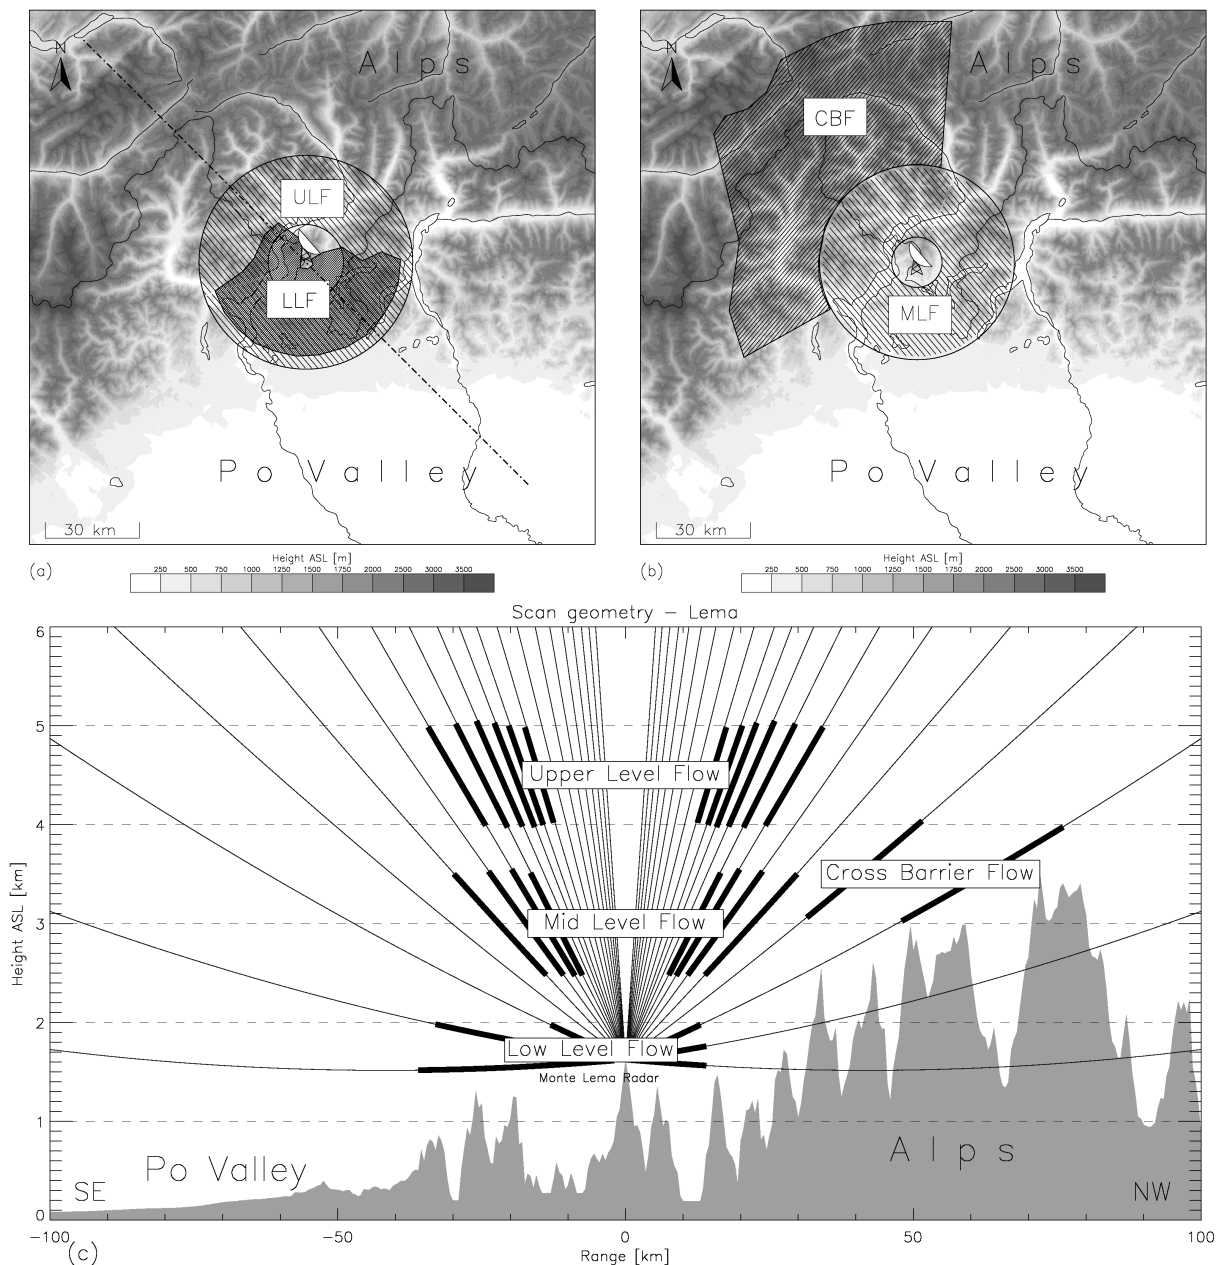 N
Alps
ULF
LLF
Po Valley
30 km
(a)
Height ASL [m]
250 500 750 1000 1500 1750 2000 2500 3000 3500
N
Alps
CBF
MLF
Po Valley
30 km
(b)
Height ASL [m]
250 500 750 1000 1500 1750 2000 2500 3000 3500
Scan geometry - Lema
6
5
4
3
2
1
0
Height ASL [km]
Upper Level Flow
Cross Barrier Flow
Mid Level Flow
Low Level Flow
Monte Lema Radar
Po Valley
Alps
SE
NW
-100 -50 0 50 100
(c)
Range [km]